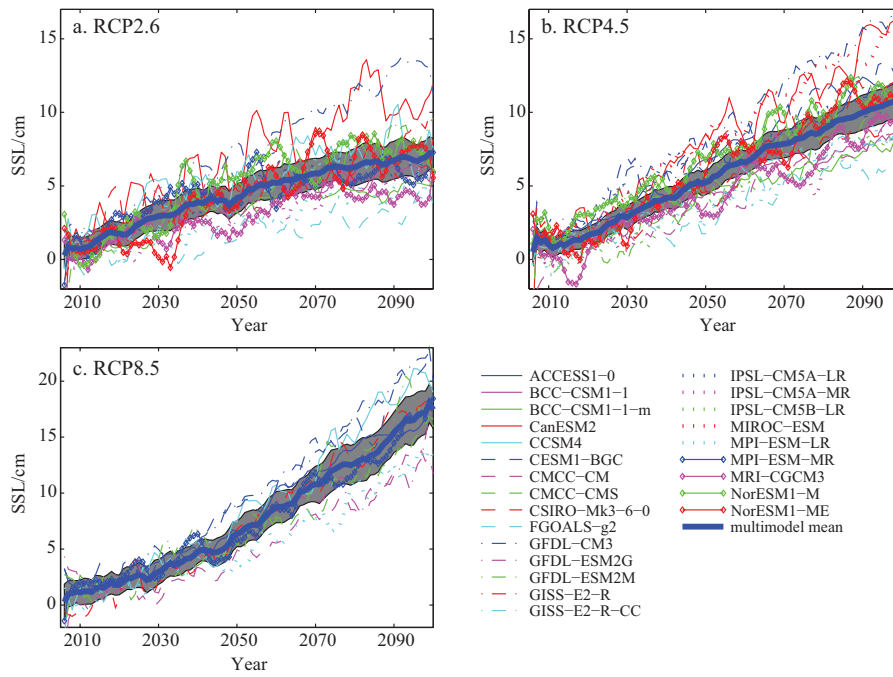 a. RCP2.6
15
10
5
0
SSL/cm
2010
2030
2050
2070
2090
Year
b. RCP4.5
15
10
5
0
SSL/cm
2010
2030
2050
2070
2090
Year
c. RCP8.5
20
15
10
5
0
SSL/cm
2010
2030
2050
2070
2090
Year
ACCESS1−0
BCC−CSM1−1
BCC−CSM1−1−m
CanESM2
CCSM4
CESM1−BGC
CMCC−CM
CMCC−CMS
CSIRO−Mk3−6−0
FGOALS−g2
GFDL−CM3
GFDL−ESM2G
GFDL−ESM2M
GISS−E2−R
GISS−E2−R−CC
IPSL−CM5A−LR
IPSL−CM5A−MR
IPSL−CM5B−LR
MIROC−ESM
MPI−ESM−LR
MPI−ESM−MR
MRI−CGCM3
NorESM1−M
NorESM1−ME
multimodel mean